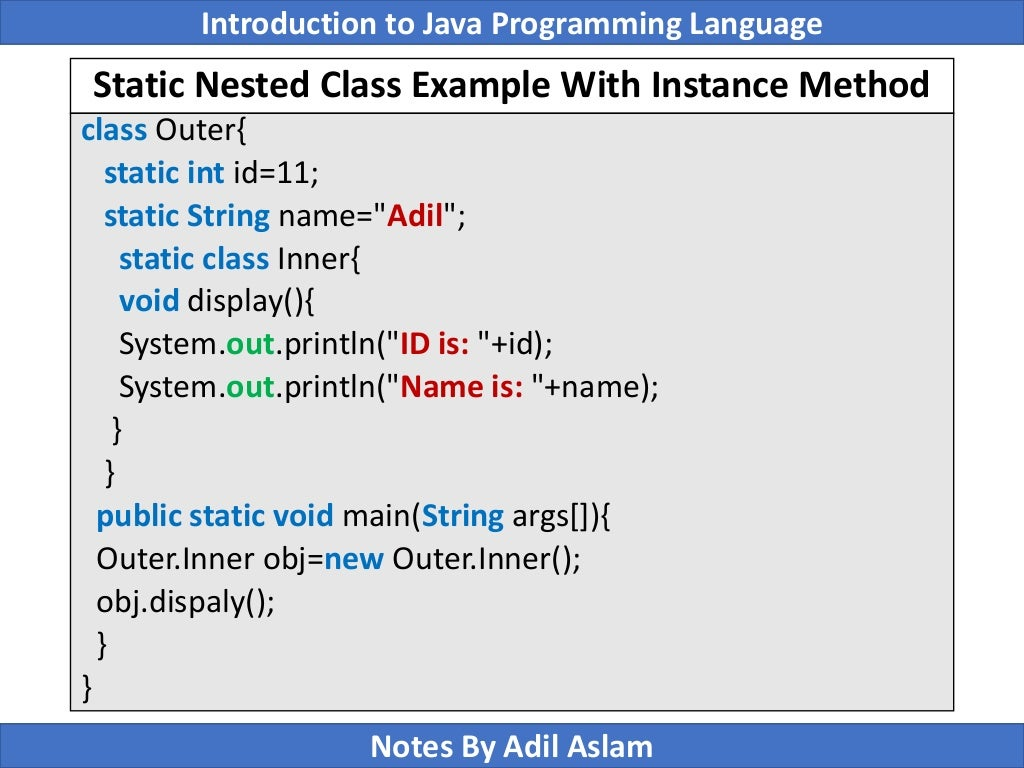 Introduction to Java Programming Language
Static Nested Class Example With Instance Method
class Outer{
static int id=11;
static String name="Adil";
static class Inner{
void display(){
System.out.println("ID is: "+id);
System.out.println("Name is: "+name);
}
}
public static void main(String args[]){
Outer.Inner obj=new Outer.Inner();
obj.dispaly();
}
}
Notes By Adil Aslam